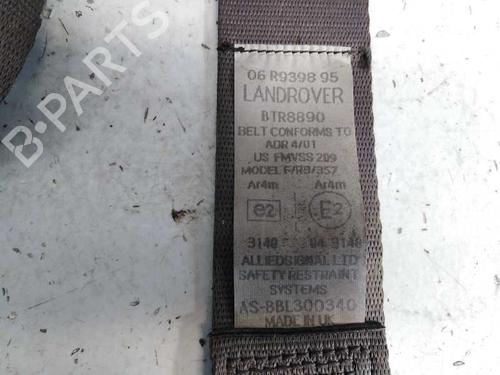 06 R9398 95
LANDROVER
BTR8890
BELT CONFORMS TO
ADR 4/01
US FMVSS 209
MODEL F/RB/357
Ar4m Ar4m
e2 E2
3140 04 3140
ALLIEDSIGNAL LTD
SAFETY RESTRAINT
SYSTEMS
AS-BBL300340
MADE IN UK
B-PARTS